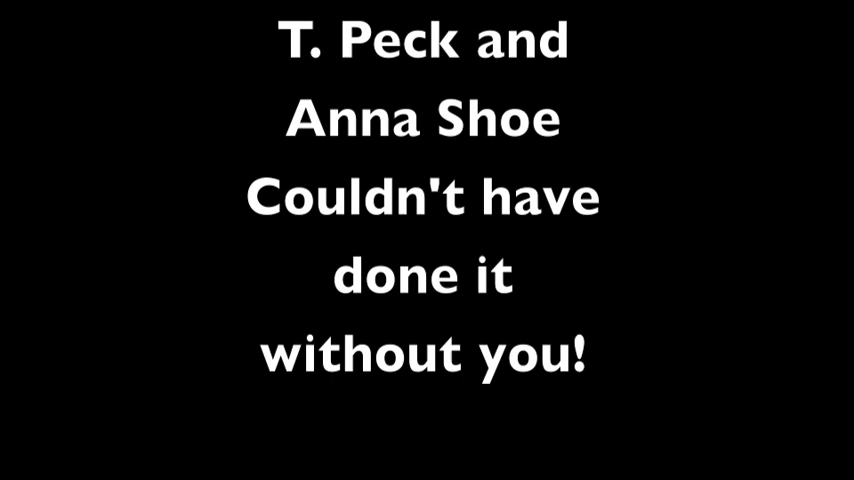 T. Peck and
Anna Shoe
Couldn't have
done it
without you!